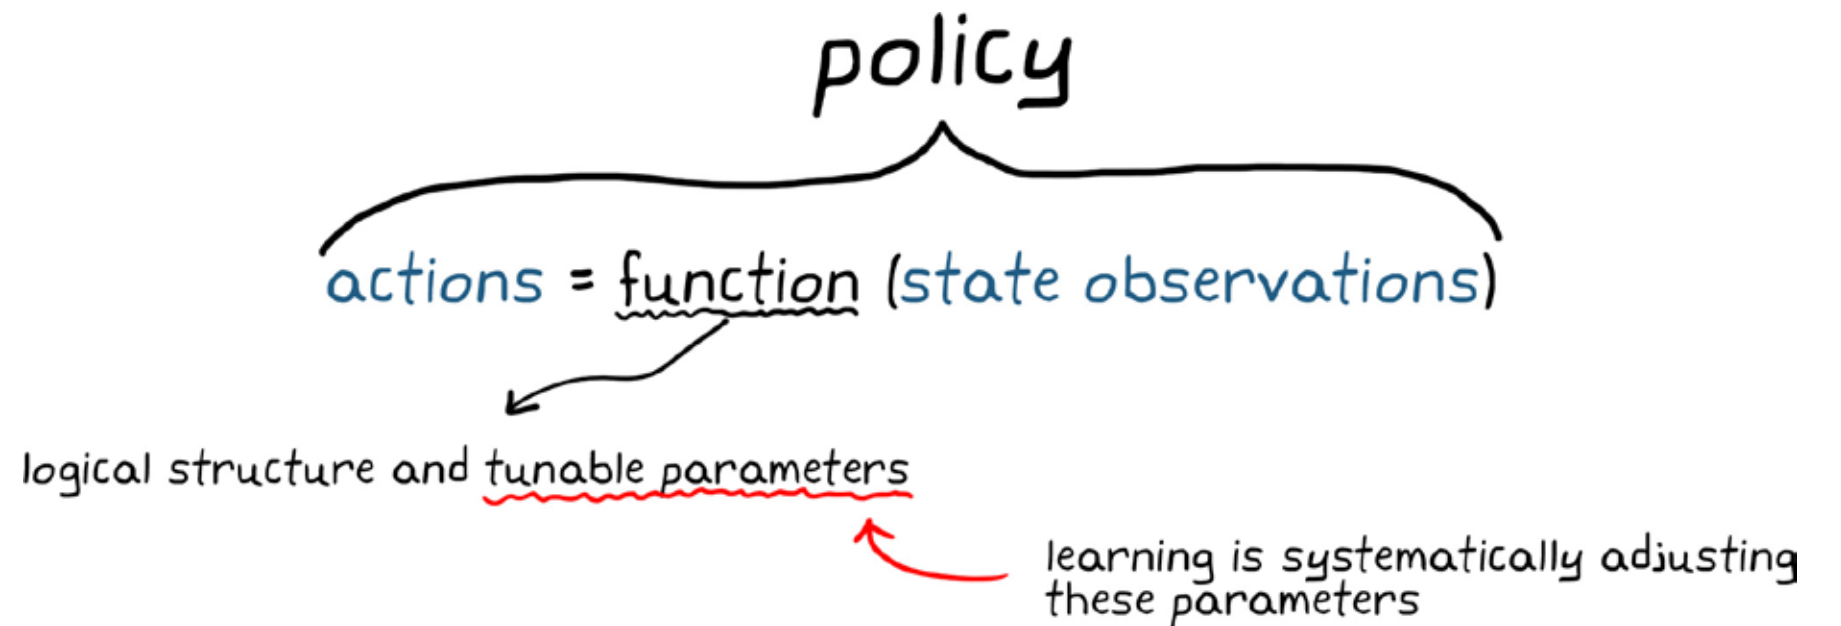 policy
actions = function (state observations)
logical structure and tunable parameters
learning is systematically adjusting
these parameters